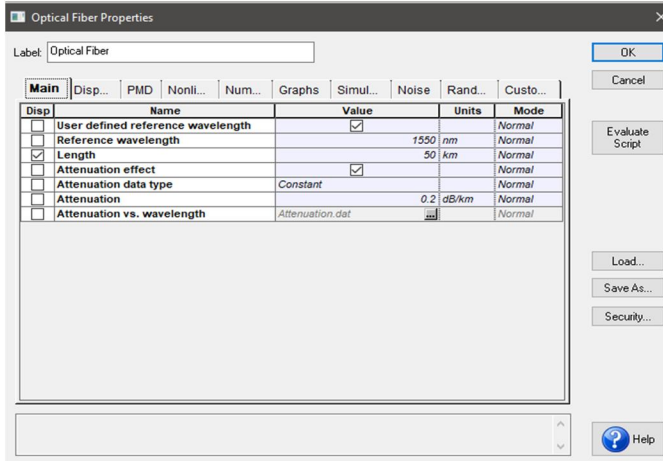 Optical Fiber Properties
Label: Optical Fiber
OK
Cancel
Evaluate Script
Load...
Save As...
Security...
Help
Main Disp... PMD Nonli... Num... Graphs Simul... Noise Rand... Custo...
Disp Name Value Units Mode
User defined reference wavelength Normal
Reference wavelength 1550 nm Normal
Length 50 km Normal
Attenuation effect Normal
Attenuation data type Constant Normal
Attenuation 0.2 dB/km Normal
Attenuation vs. wavelength Attenuation.dat ... Normal